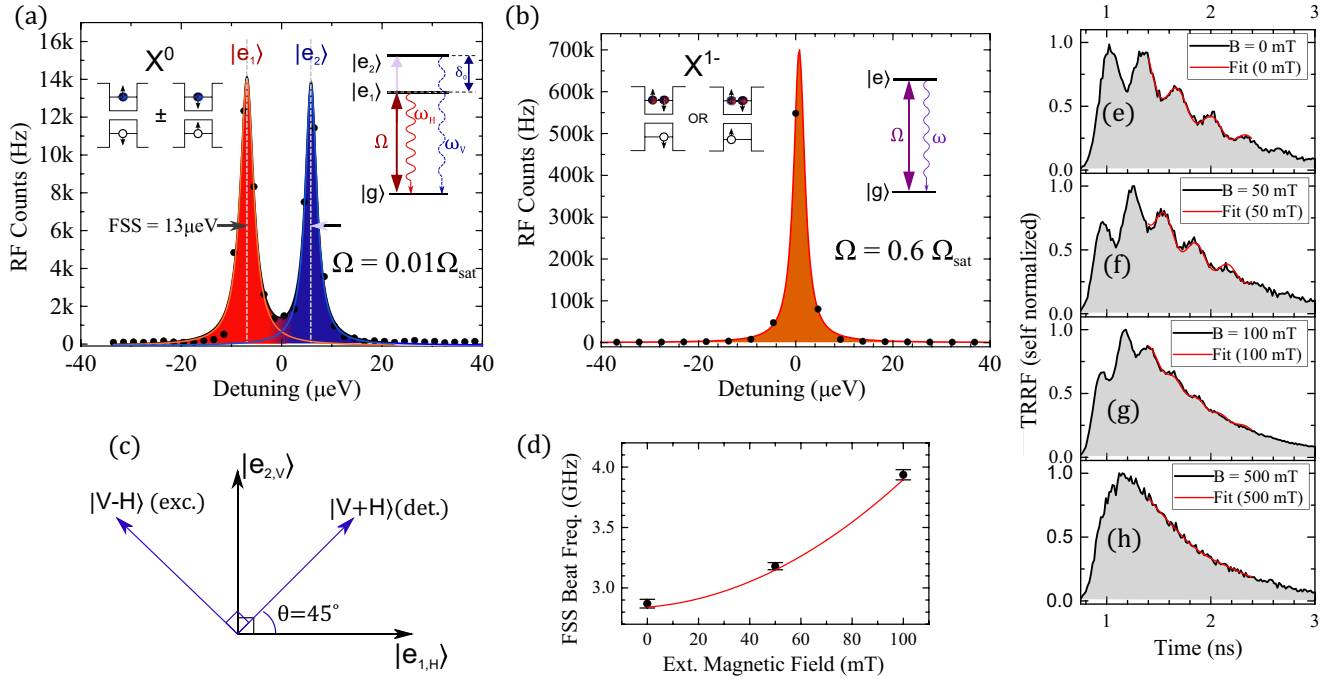 (a)
16k
14k
12k
10k
8k
6k
4k
2k
0
RF Counts (Hz)
-40
-20
0
20
40
Detuning (μeV)
X⁰
±
|e₁⟩
|e₂⟩
FSS = 13μeV
Ω = 0.01Ω_sat
|e₂⟩
|e₁⟩
|g⟩
δ₀
Ω
ω_H
ω_V
(b)
700k
600k
500k
400k
300k
200k
100k
0
RF Counts (Hz)
-40
-20
0
20
40
Detuning (μeV)
X¹⁻
OR
|e⟩
|g⟩
Ω
ω
Ω = 0.6 Ω_sat
(c)
|e₂,V⟩
|V-H⟩ (exc.)
|V+H⟩(det.)
θ=45°
|e₁,H⟩
(d)
4.0
3.5
3.0
FSS Beat Freq. (GHz)
0
20
40
60
80
100
Ext. Magnetic Field (mT)
1
2
3
TRRF (self normalized)
1.0
0.5
0.0
B = 0 mT
Fit (0 mT)
(e)
1.0
0.5
0.0
B = 50 mT
Fit (50 mT)
(f)
1.0
0.5
0.0
B = 100 mT
Fit (100 mT)
(g)
1.0
0.5
0.0
B = 500 mT
Fit (500 mT)
(h)
1
2
3
Time (ns)